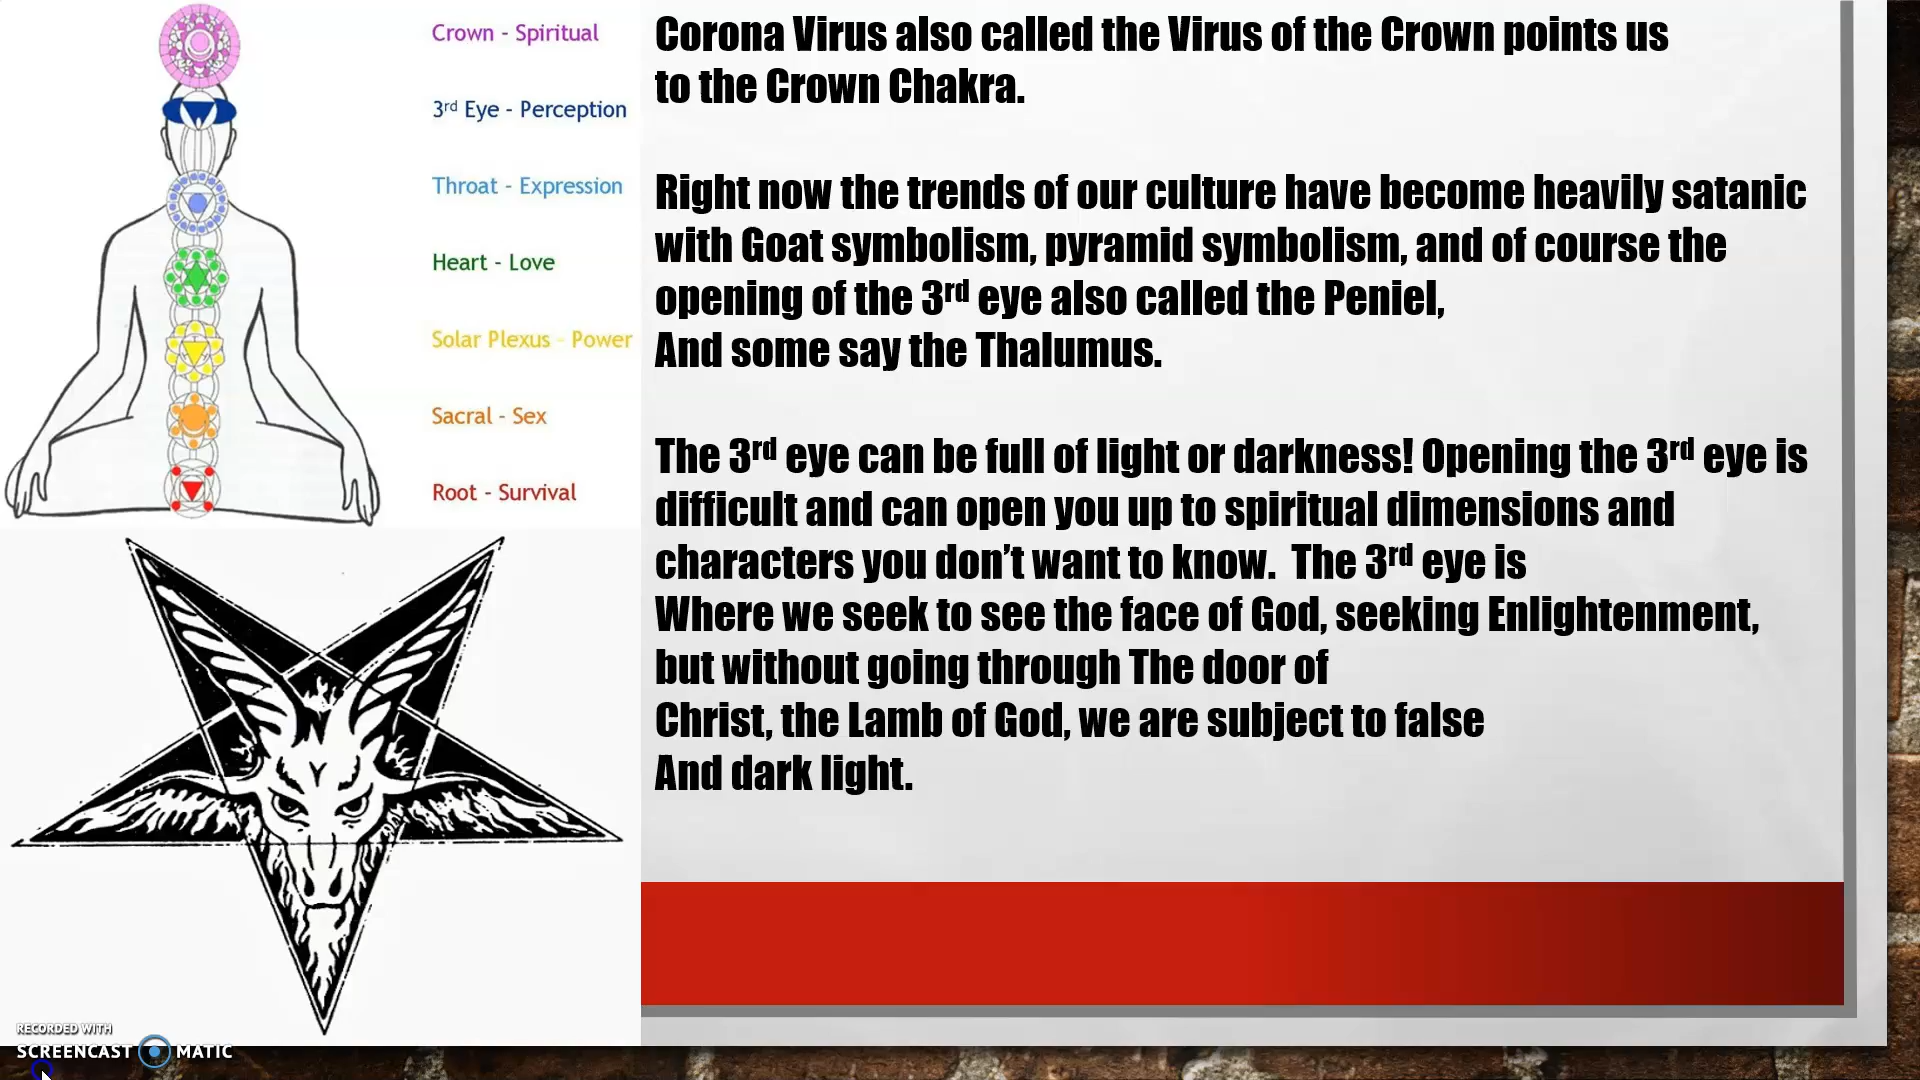 Crown - Spiritual
3rd Eye - Perception
Throat - Expression
Heart - Love
Solar Plexus - Power
Sacral - Sex
Root - Survival
Corona Virus also called the Virus of the Crown points us
to the Crown Chakra.
Right now the trends of our culture have become heavily satanic
with Goat symbolism, pyramid symbolism, and of course the
opening of the 3rd eye also called the Peniel,
And some say the Thalumus.
The 3rd eye can be full of light or darkness! Opening the 3rd eye is
difficult and can open you up to spiritual dimensions and
characters you don’t want to know. The 3rd eye is
Where we seek to see the face of God, seeking Enlightenment,
but without going through The door of
Christ, the Lamb of God, we are subject to false
And dark light.
RECORDED WITH
SCREENCAST MATIC